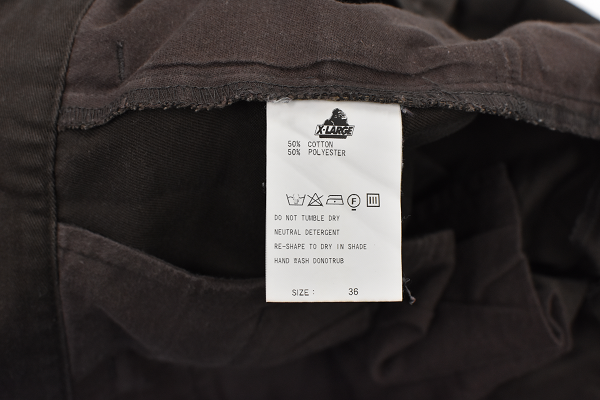 X-LARGE
50% COTTON
50% POLYESTER
F
DO NOT TUMBLE DRY
NEUTRAL DETERGENT
RE-SHAPE TO DRY IN SHADE
HAND WASH DONOTRUB
SIZE : 36